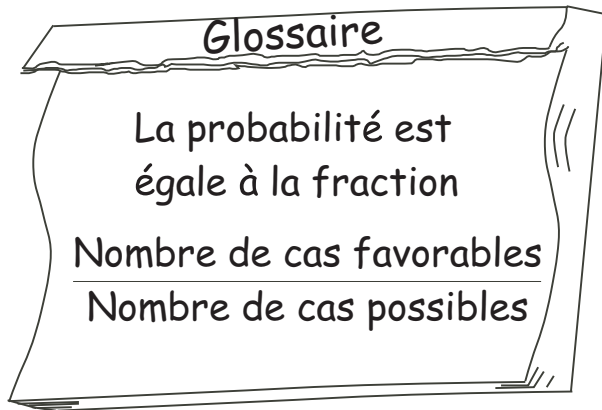 Glossaire
La probabilité est
égale à la fraction
Nombre de cas favorables
Nombre de cas possibles